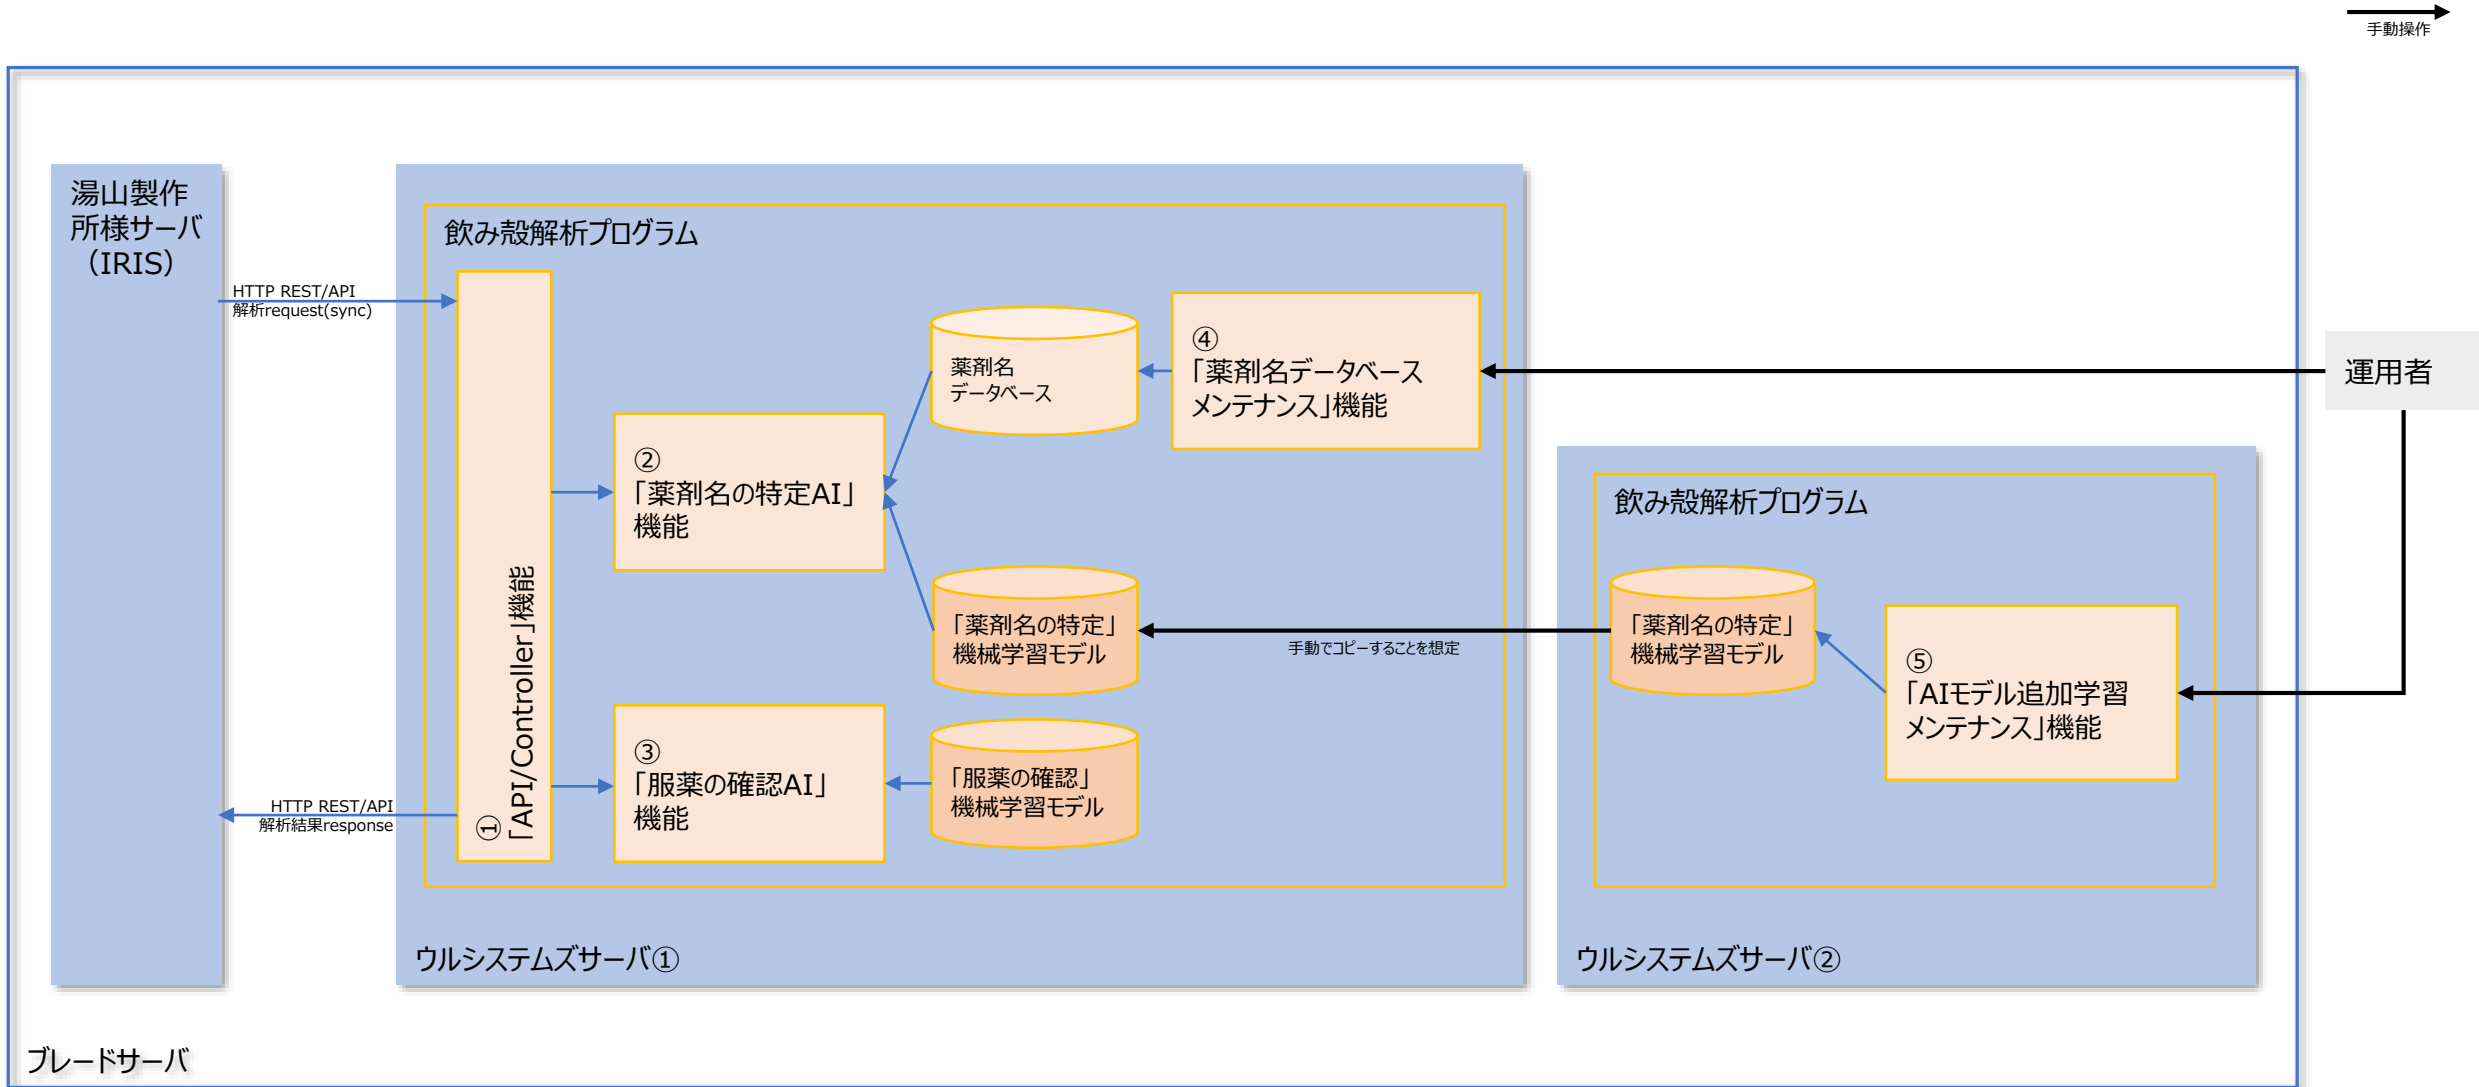 手動操作
湯山製作
所様サーバ
（IRIS）
HTTP REST/API
解析request(sync)
HTTP REST/API
解析結果response
飲み殻解析プログラム
①
「API/Controller」機能
②
「薬剤名の特定AI」
機能
③
「服薬の確認AI」
機能
薬剤名
データベース
「薬剤名の特定」
機械学習モデル
「服薬の確認」
機械学習モデル
④
「薬剤名データベース
メンテナンス」機能
手動でコピーすることを想定
ウルシステムズサーバ①
飲み殻解析プログラム
「薬剤名の特定」
機械学習モデル
⑤
「AIモデル追加学習
メンテナンス」機能
ウルシステムズサーバ②
運用者
ブレードサーバ